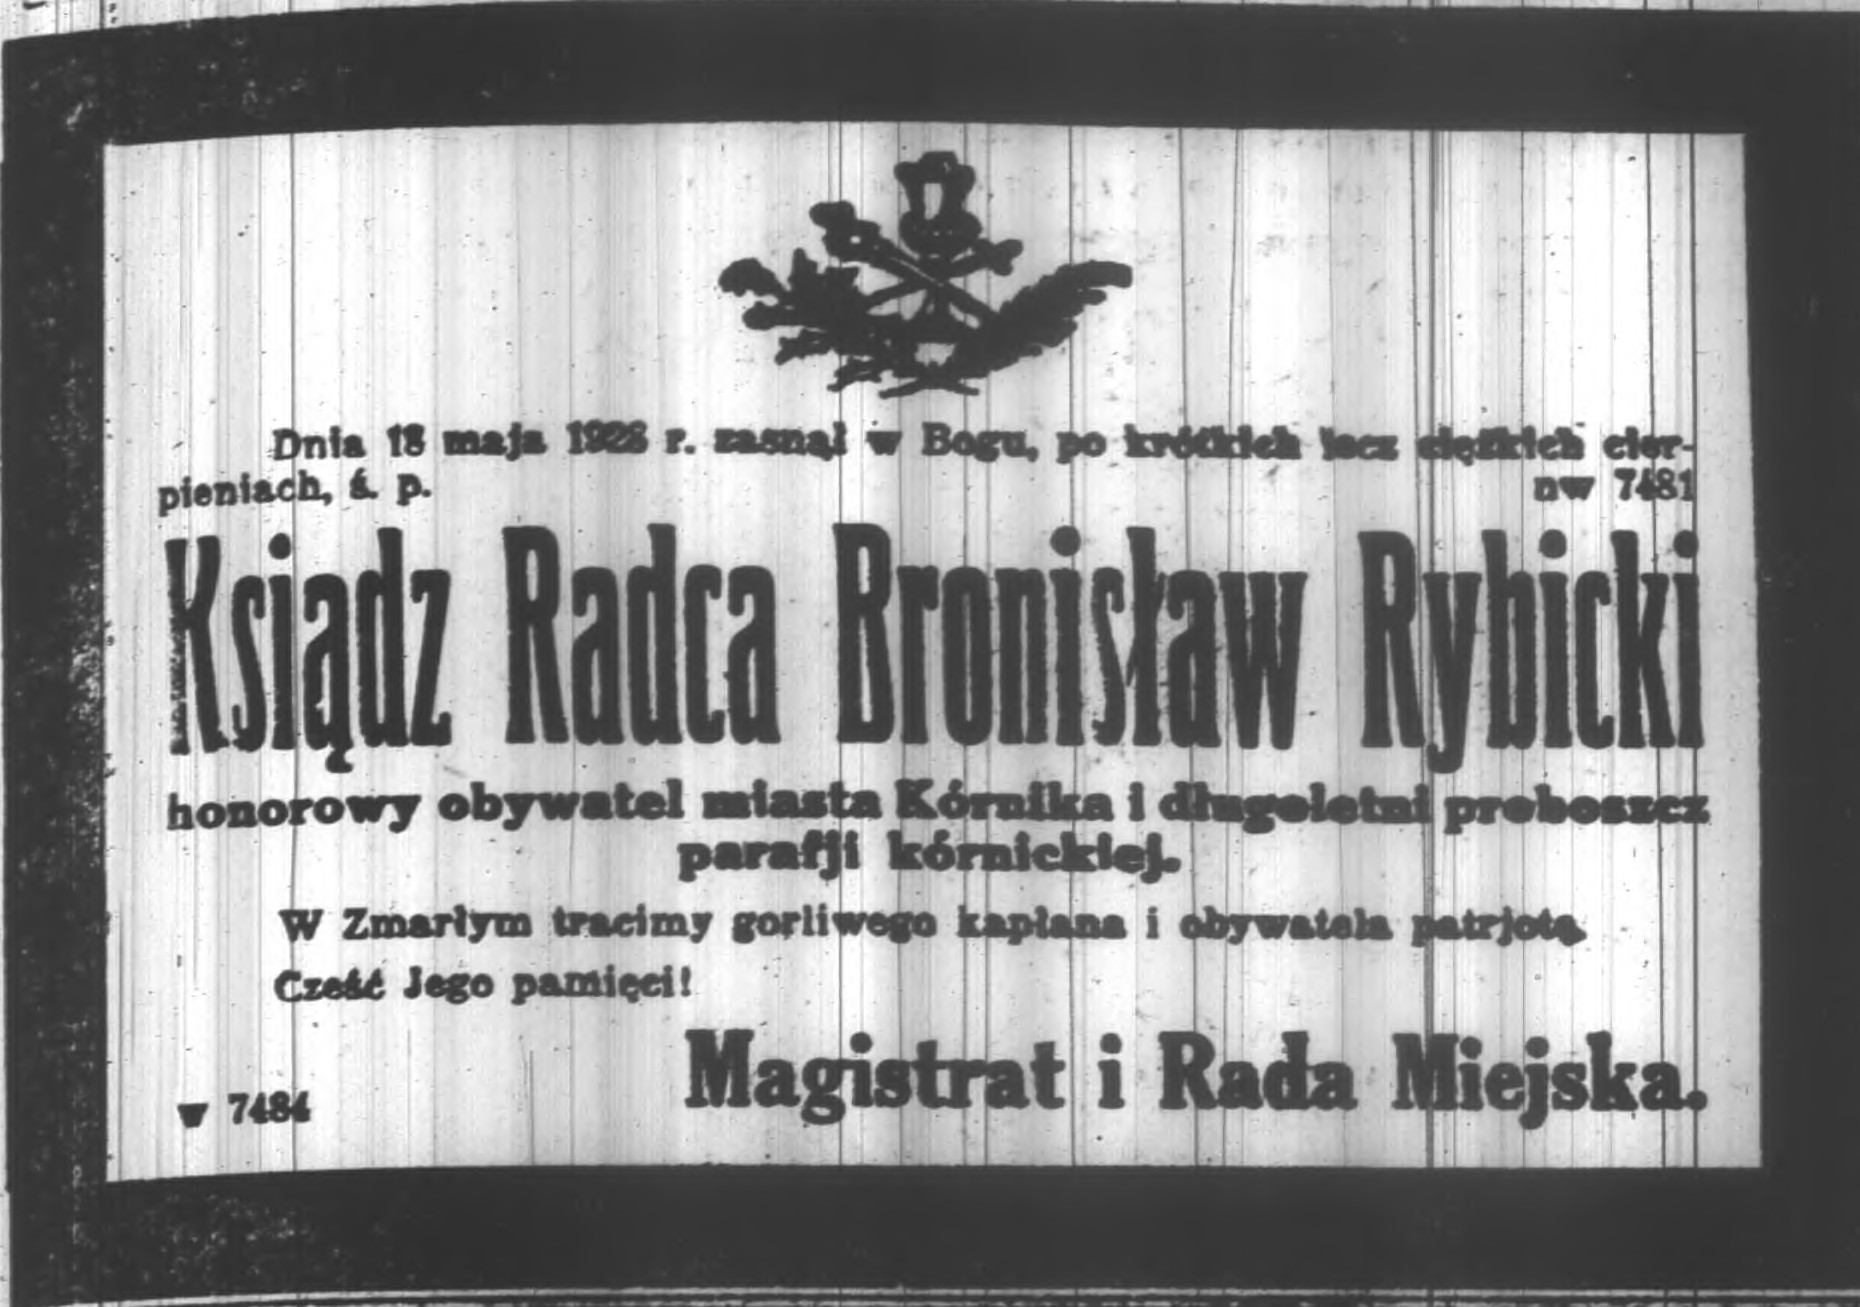 Dnia 18 maja 1928 r. zasnął w Bogu, po krótkich lecz ciężkich cier-
pieniach, ś. p. nw 7481
Ksiądz Radca Bronisław Rybicki
honorowy obywatel miasta Kórnika i długoletni proboszcz
parafji kórnickiej.
W Zmarłym tracimy gorliwego kapłana i obywatela patrjotę.
Cześć Jego pamięci!
Magistrat i Rada Miejska.
w 7484